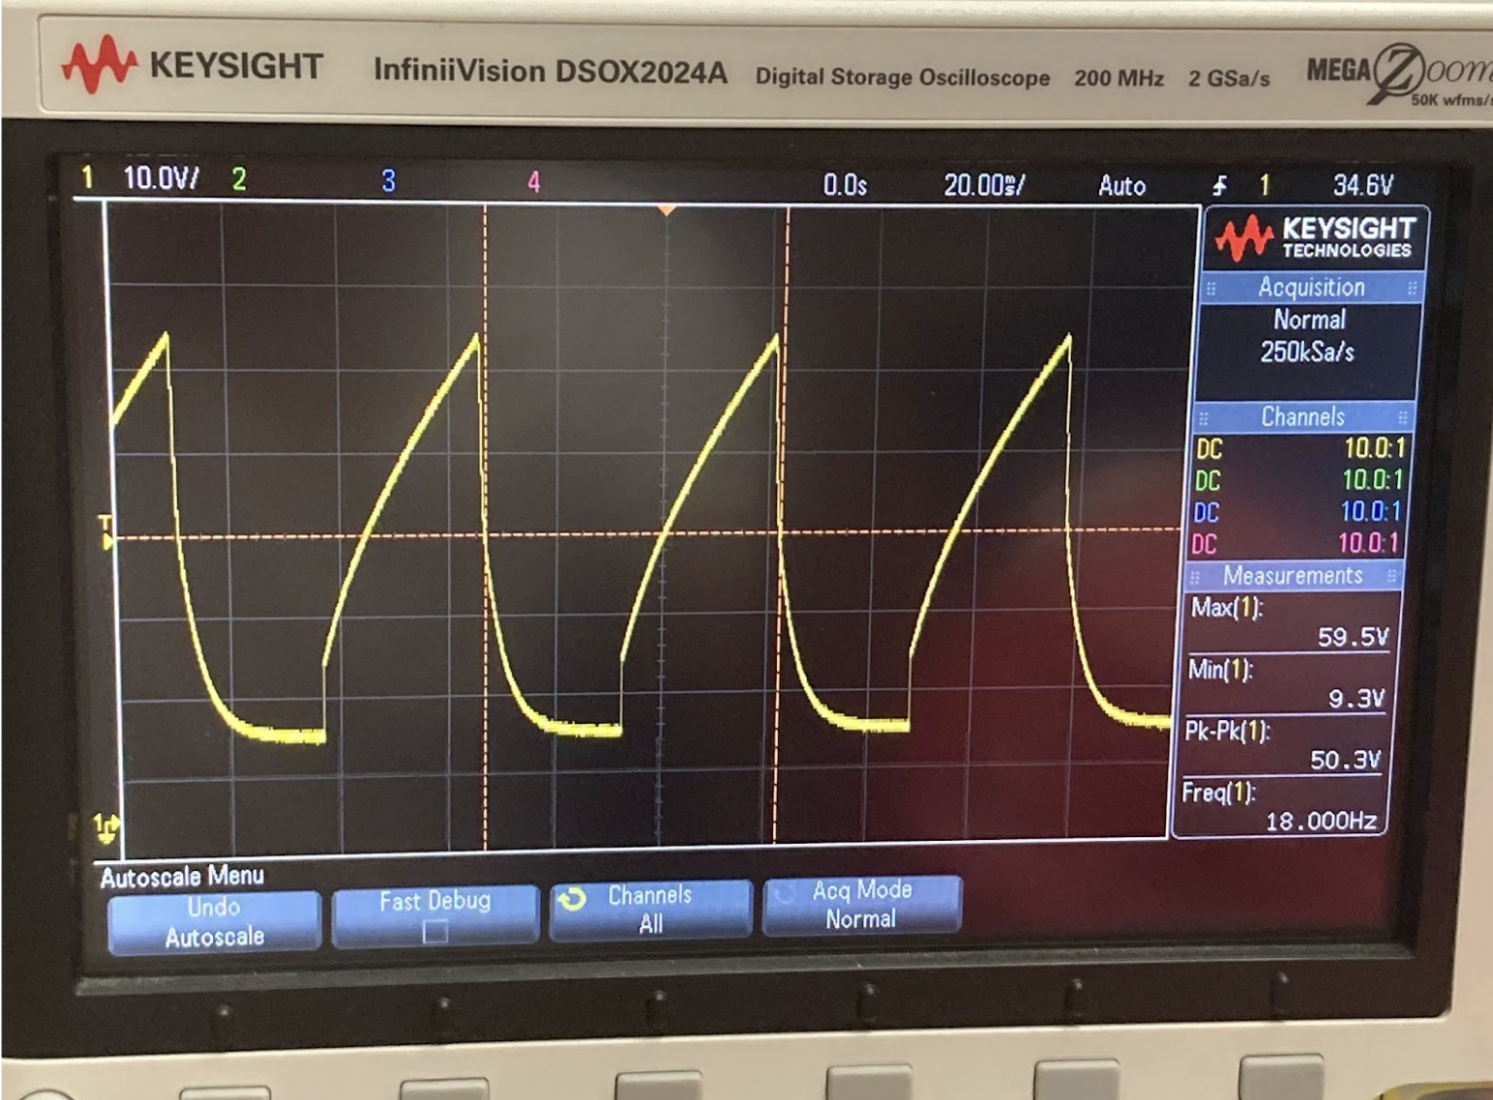 KEYSIGHT InfiniiVision DSOX2024A Digital Storage Oscilloscope 200 MHz 2 GSa/s MEGA Zoom
50K wfms/s
1 10.0V/ 2 3 4 0.0s 20.00ms/ Auto 1 34.6V
KEYSIGHT
TECHNOLOGIES
Acquisition
Normal
250kSa/s
Channels
DC 10.0:1
DC 10.0:1
DC 10.0:1
DC 10.0:1
Measurements
Max(1):
59.5V
Min(1):
9.3V
Pk-Pk(1):
50.3V
Freq(1):
18.000Hz
T
1
Autoscale Menu
Undo
Autoscale
Fast Debug
Channels
All
Acq Mode
Normal